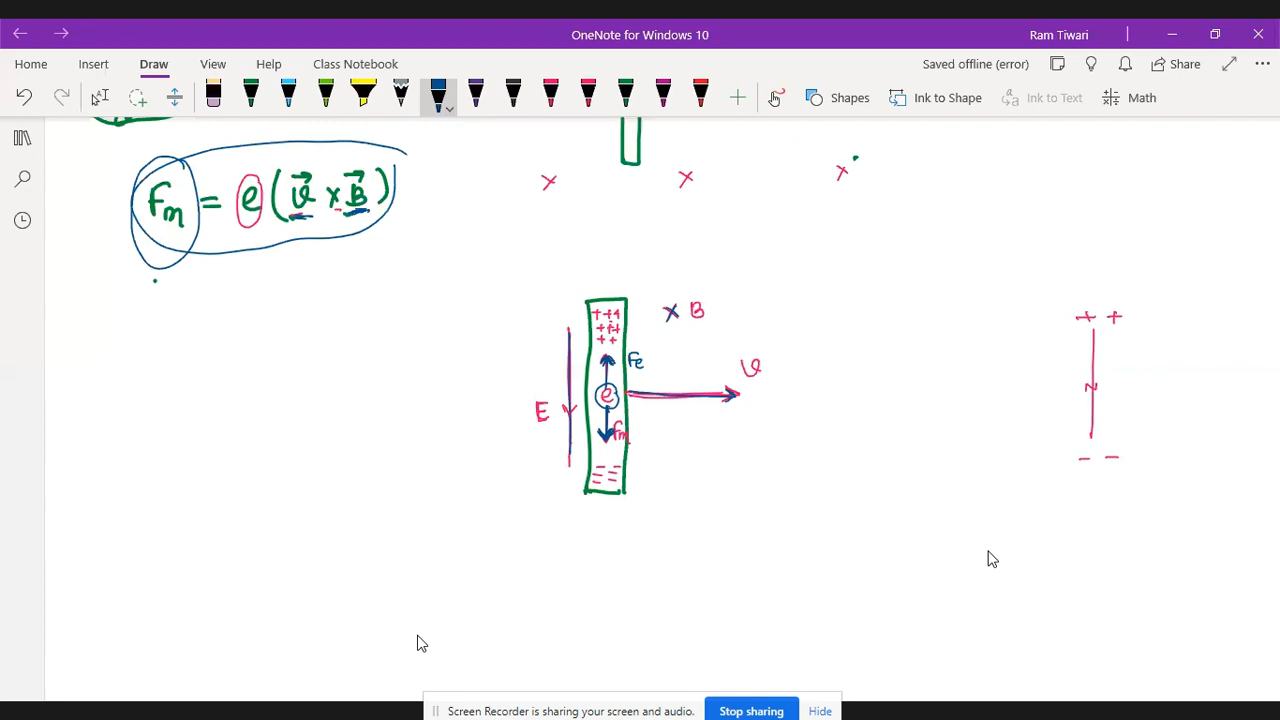 OneNote for Windows 10
Ram Tiwari
Home Insert Draw View Help Class Notebook
Saved offline (error) Share
Shapes Ink to Shape Ink to Text Math
Fm = e ( v⃗ × B⃗ )
× × ×
+ + +
+ + +
+ +
× B
+ +
Fe
v
e
E
Fm
- -
- - -
- - -
Screen Recorder is sharing your screen and audio. Stop sharing Hide